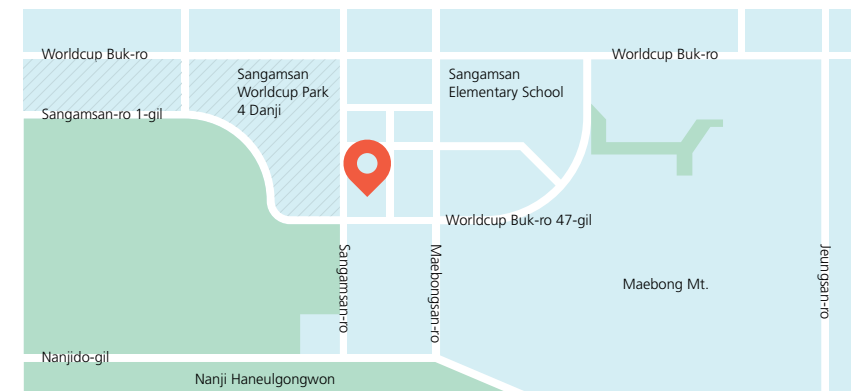 Worldcup Buk-ro
Worldcup Buk-ro
Sangamsan
Worldcup Park
4 Danji
Sangamsan
Elementary School
Sangamsan-ro 1-gil
Worldcup Buk-ro 47-gil
Sangamsan-ro
Maebongsan-ro
Jeungsan-ro
Maebong Mt.
Nanjido-gil
Nanji Haneulgongwon